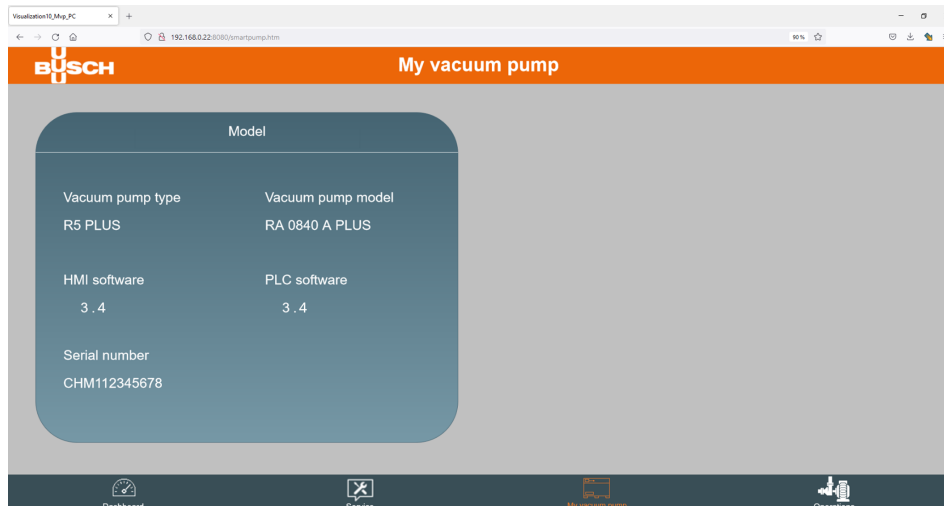 Visualization10_Mvp_PC
192.168.0.22:8080/smartpump.htm
90 %
BUSCH
My vacuum pump
Model
Vacuum pump type
Vacuum pump model
R5 PLUS
RA 0840 A PLUS
HMI software
PLC software
3 . 4
3 . 4
Serial number
CHM112345678
Dashboard
Service
My vacuum pump
Operations